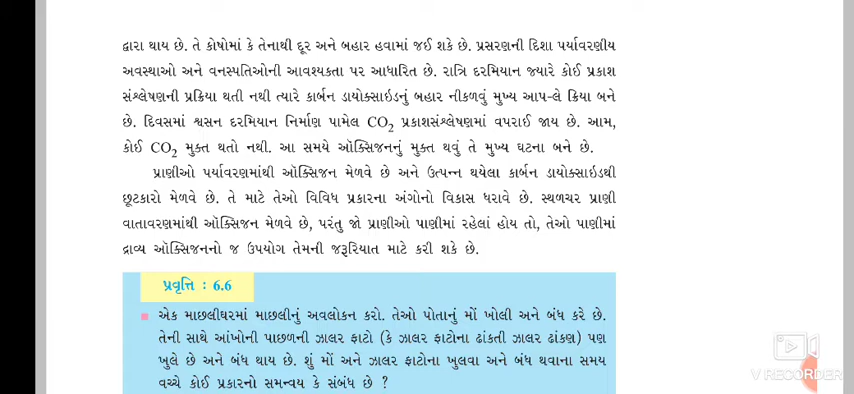 દ્વારા થાય છે. તે કોષોમાં કે તેનાથી દૂર અને બહાર હવામાં જઈ શકે છે. પ્રસરણની દિશા પર્યાવરણીય
અવસ્થાઓ અને વનસ્પતિઓની આવશ્યકતા પર આધારિત છે. રાત્રિ દરમિયાન જ્યારે કોઈ પ્રકાશ
સંશ્લેષણની પ્રક્રિયા થતી નથી ત્યારે કાર્બન ડાયોક્સાઇડનું બહાર નીકળવું મુખ્ય આપ-લે ક્રિયા બને
છે. દિવસમાં શ્વસન દરમિયાન નિર્માણ પામેલ CO₂ પ્રકાશસંશ્લેષણમાં વપરાઈ જાય છે. આમ,
કોઈ CO₂ મુક્ત થતો નથી. આ સમયે ઑક્સિજનનું મુક્ત થવું તે મુખ્ય ઘટના બને છે.
પ્રાણીઓ પર્યાવરણમાંથી ઑક્સિજન મેળવે છે અને ઉત્પન્ન થયેલા કાર્બન ડાયોક્સાઇડથી
છૂટકારો મેળવે છે. તે માટે તેઓ વિવિધ પ્રકારના અંગોનો વિકાસ ધરાવે છે. સ્થળચર પ્રાણી
વાતાવરણમાંથી ઑક્સિજન મેળવે છે, પરંતુ જો પ્રાણીઓ પાણીમાં રહેલાં હોય તો, તેઓ પાણીમાં
દ્રાવ્ય ઑક્સિજનનો જ ઉપયોગ તેમની જરૂરિયાત માટે કરી શકે છે.
પ્રવૃત્તિ : 6.6
એક માછલીઘરમાં માછલીનું અવલોકન કરો. તેઓ પોતાનું મોં ખોલી અને બંધ કરે છે.
તેની સાથે આંખોની પાછળની ઝાલર ફાટો (કે ઝાલર ફાટોના ઢાંકતી ઝાલર ઢાંકણ) પણ
ખુલે છે અને બંધ થાય છે. શું મોં અને ઝાલર ફાટોના ખુલવા અને બંધ થવાના સમય
વચ્ચે કોઈ પ્રકારનો સમન્વય કે સંબંધ છે ?
V RECORDER